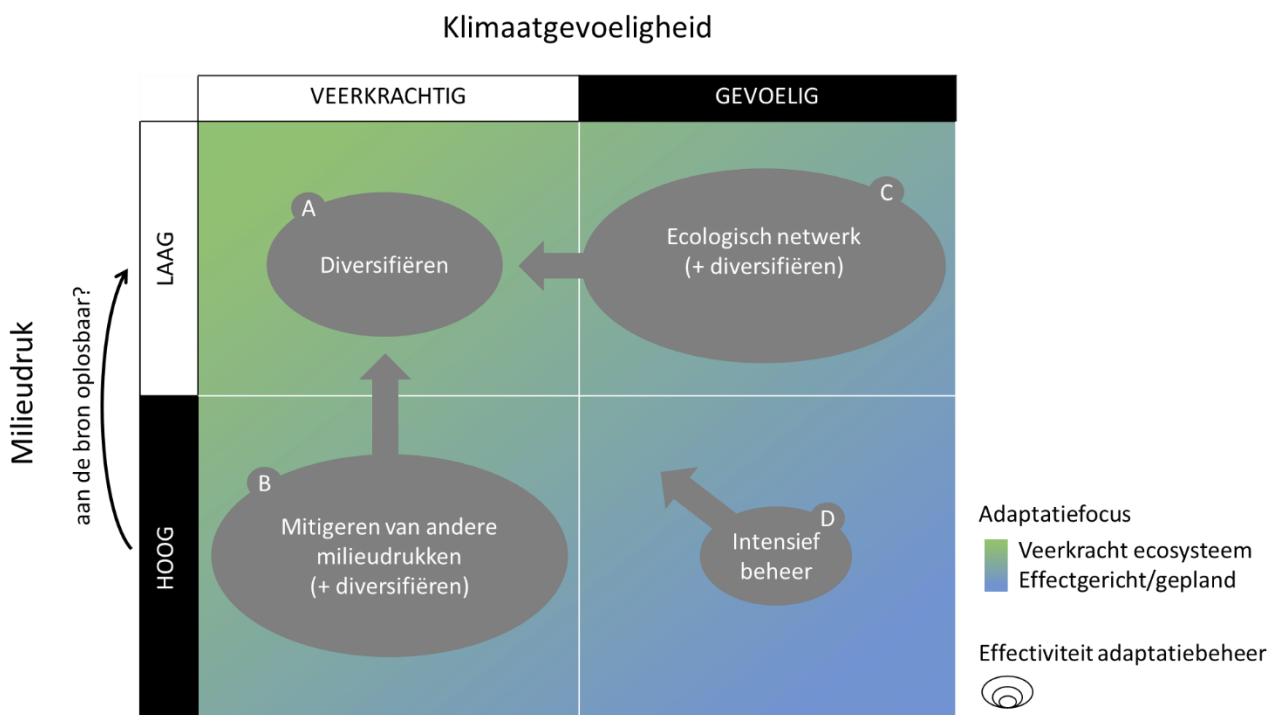 Klimaatgevoeligheid
VEERKRACHTIG
GEVOELIG
Milieudruk
aan de bron oplosbaar?
LAAG
HOOG
A
Diversifiëren
C
Ecologisch netwerk
(+ diversifiëren)
B
Mitigeren van andere
milieudrukken
(+ diversifiëren)
D
Intensief
beheer
Adaptatiefocus
Veerkracht ecosysteem
Effectgericht/gepland
Effectiviteit adaptatiebeheer